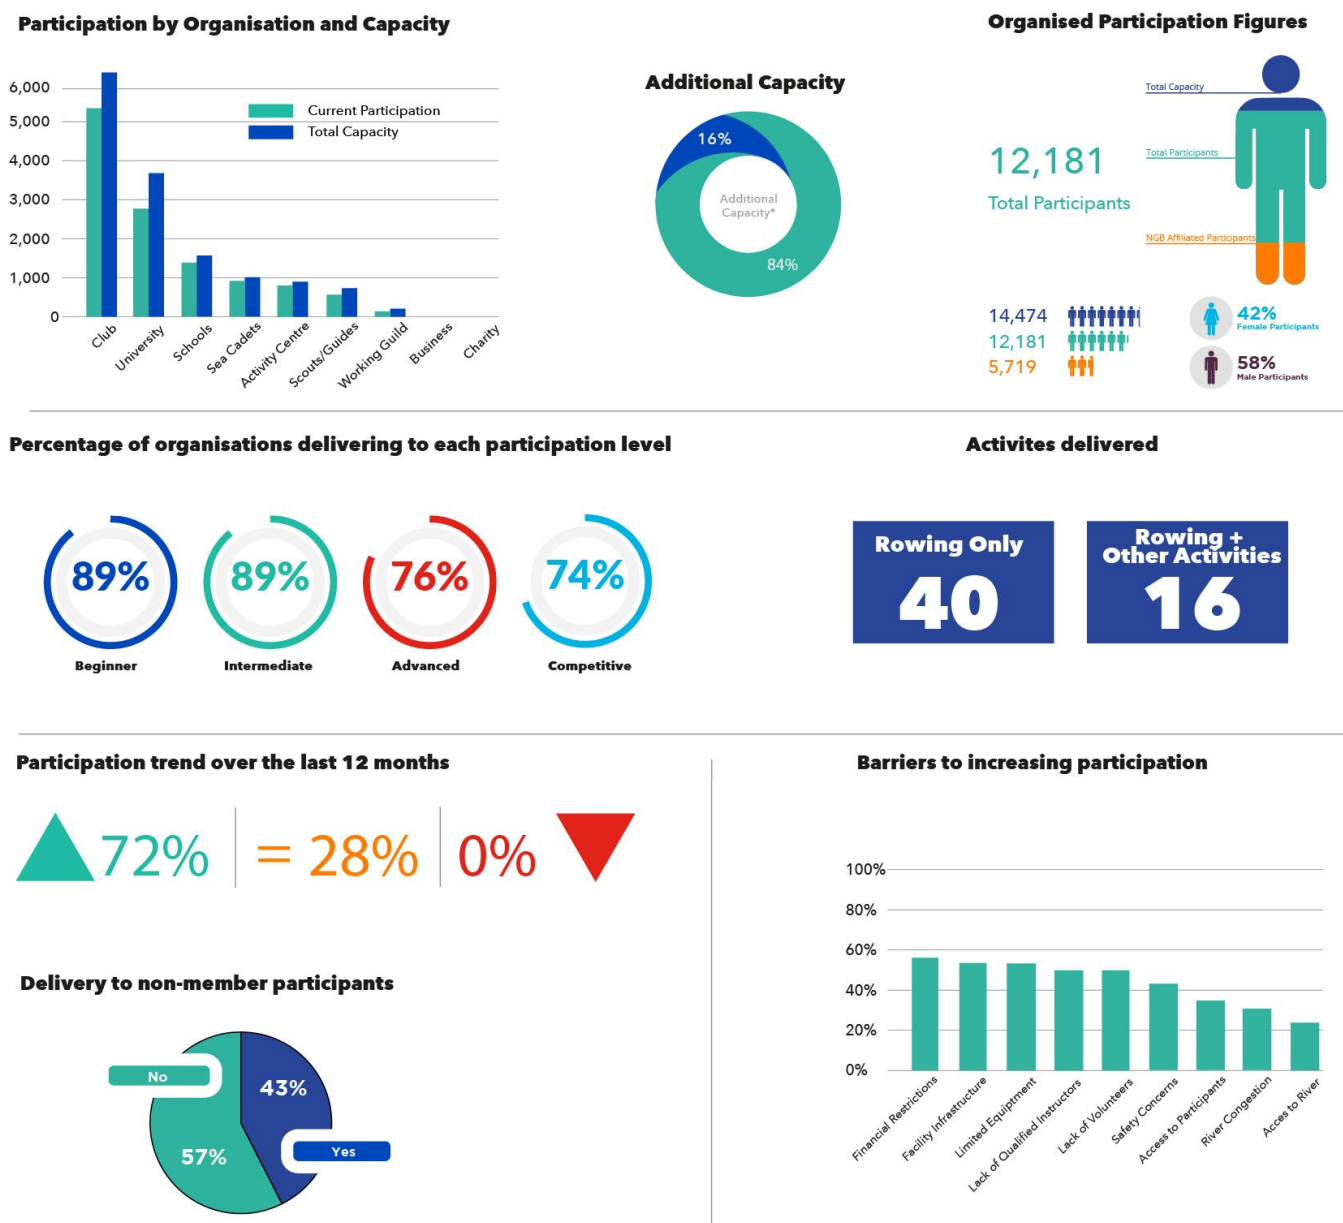 Participation by Organisation and Capacity
6,000
5,000
4,000
3,000
2,000
1,000
0
Current Participation
Total Capacity
Club
University
Schools
Sea Cadets
Activity Centre
Scouts/Guides
Working Guild
Business
Charity
Additional Capacity
16%
Additional
Capacity*
84%
Organised Participation Figures
Total Capacity
12,181
Total Participants
Total Participants
NGB Affiliated Participants
14,474
12,181
5,719
42%
Female Participants
58%
Male Participants
Percentage of organisations delivering to each participation level
89%
Beginner
89%
Intermediate
76%
Advanced
74%
Competitive
Activites delivered
Rowing Only
40
Rowing +
Other Activities
16
Participation trend over the last 12 months
72%
= 28%
0%
Delivery to non-member participants
No
43%
57%
Yes
Barriers to increasing participation
100%
80%
60%
40%
20%
0%
Financial Restrictions
Facility Infrastructure
Limited Equiptment
Lack of Qualified Instructors
Lack of Volunteers
Safety Concerns
Access to Participants
River Congestion
Acces to River